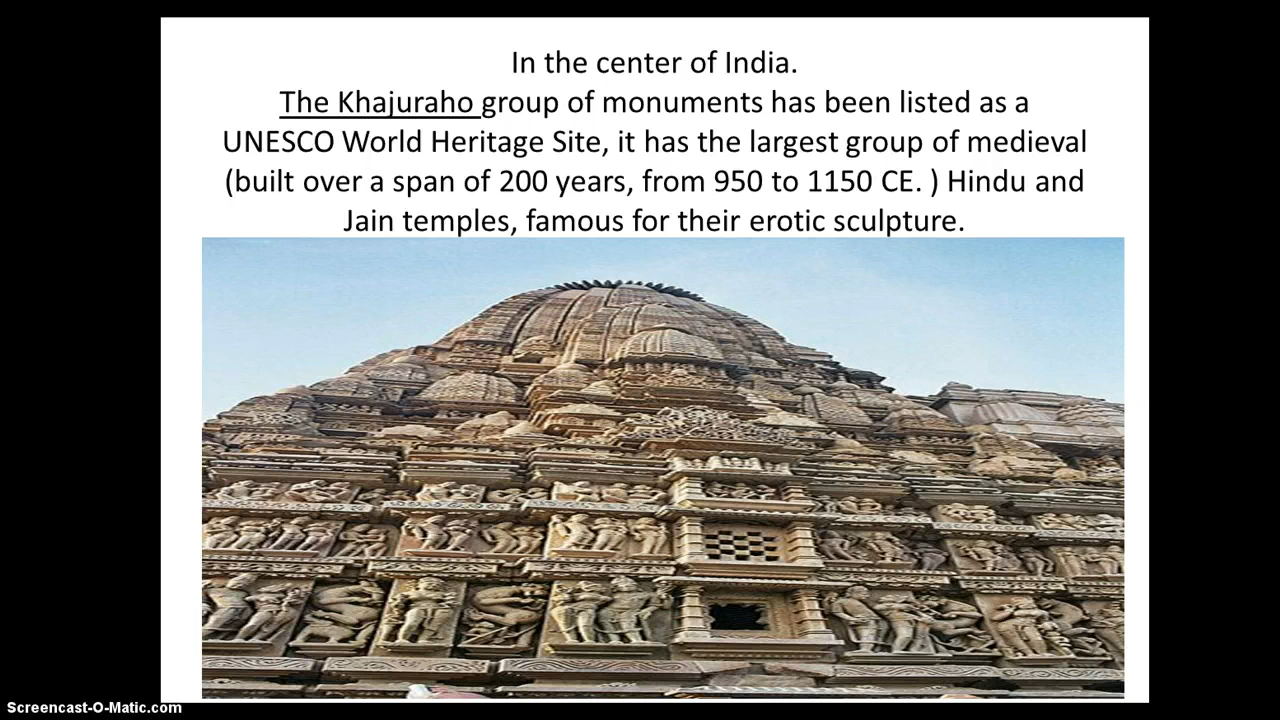 In the center of India.
The Khajuraho group of monuments has been listed as a
UNESCO World Heritage Site, it has the largest group of medieval
(built over a span of 200 years, from 950 to 1150 CE. ) Hindu and
Jain temples, famous for their erotic sculpture.
Screencast-O-Matic.com